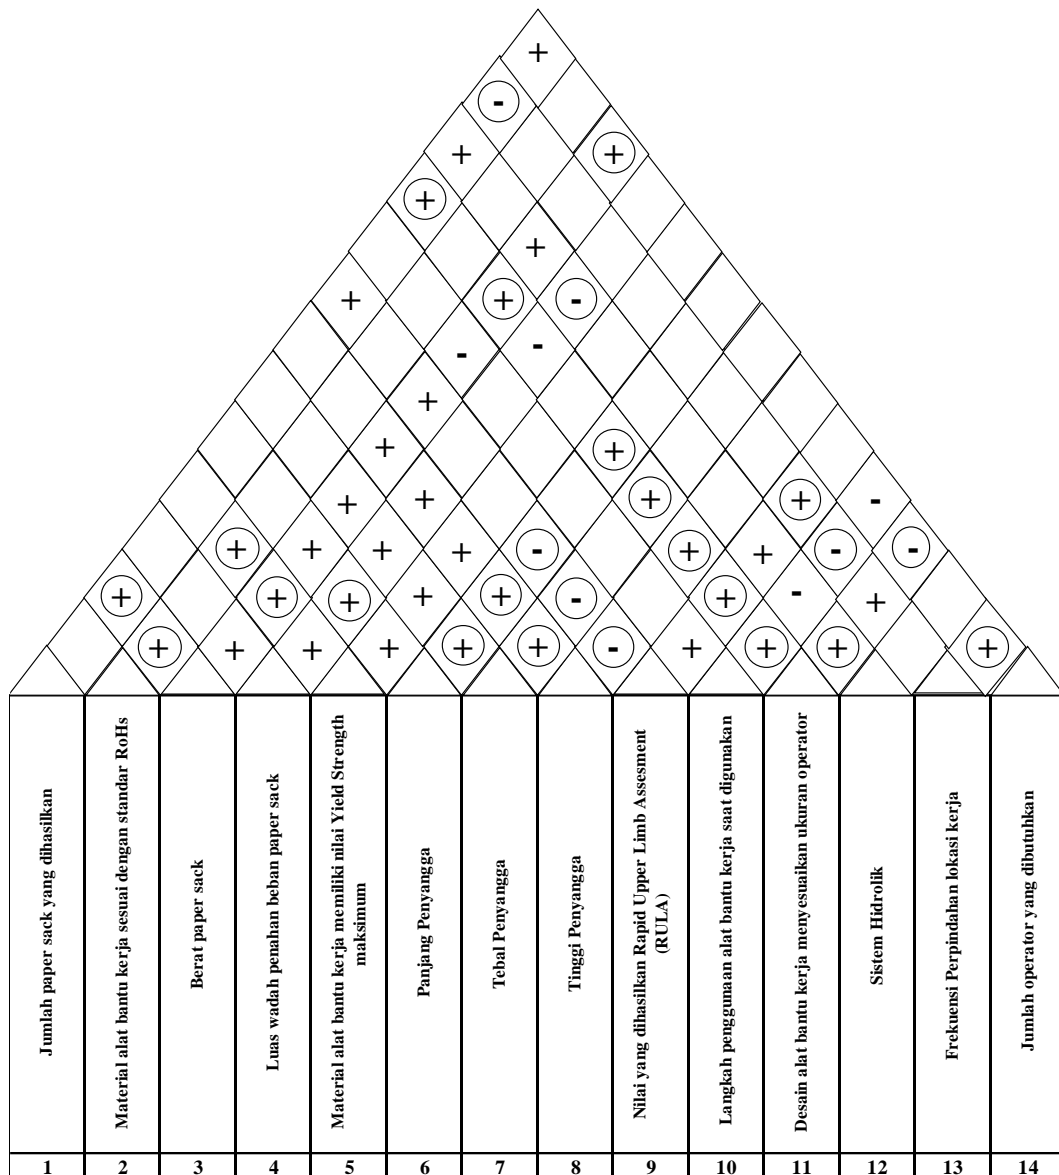 +
-
+ +
+
+
+ + -
- -
+
+ +
+ + + + -
+ + + + - + + - -
+ + + + + - + - +
+ + + + + + - + + + +
Jumlah paper sack yang dihasilkan
Material alat bantu kerja sesuai dengan standar RoHs
Berat paper sack
Luas wadah penahan beban paper sack
Material alat bantu kerja memiliki nilai Yield Strength
maksimum
Panjang Penyangga
Tebal Penyangga
Tinggi Penyangga
Nilai yang dihasilkan Rapid Upper Limb Assesment
(RULA)
Langkah penggunaan alat bantu kerja saat digunakan
Desain alat bantu kerja menyesuaikan ukuran operator
Sistem Hidrolik
Frekuensi Perpindahan lokasi kerja
Jumlah operator yang dibutuhkan
1 2 3 4 5 6 7 8 9 10 11 12 13 14